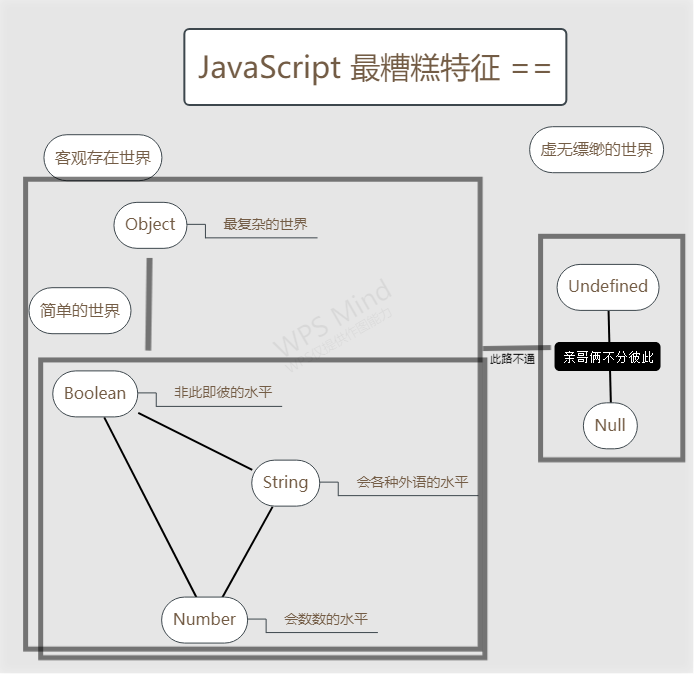 JavaScript 最糟糕特征 ==
客观存在世界
虚无缥缈的世界
Object
最复杂的世界
Undefined
简单的世界
WPS Mind
此路不通
亲哥俩不分彼此
Boolean
非此即彼的水平
Null
String
会各种外语的水平
Number
会数数的水平